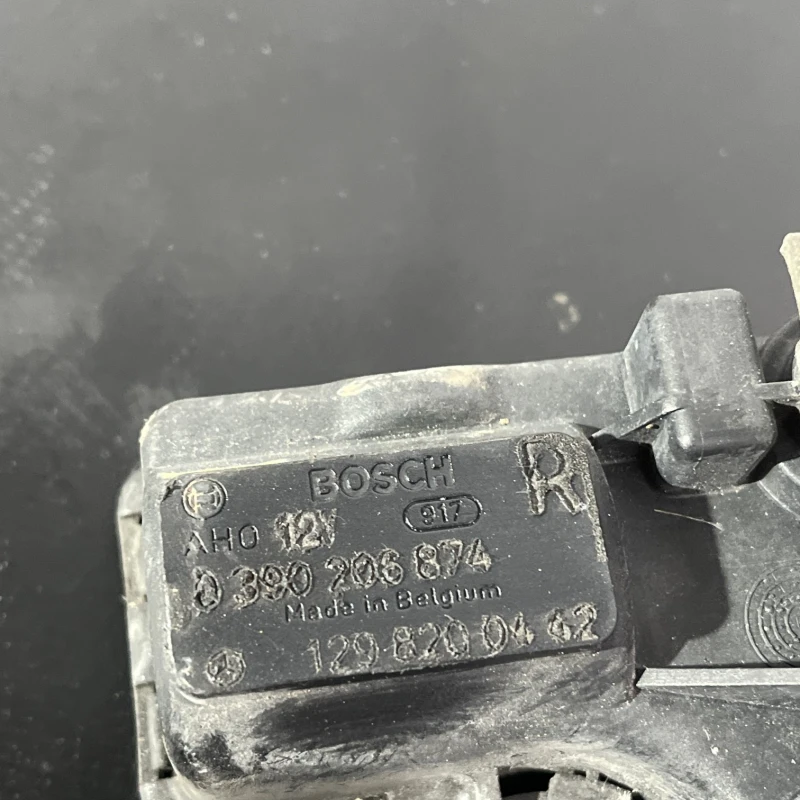 BOSCH R
AHO 12V 917
0 390 206 874
Made in Belgium
129 820 04 42